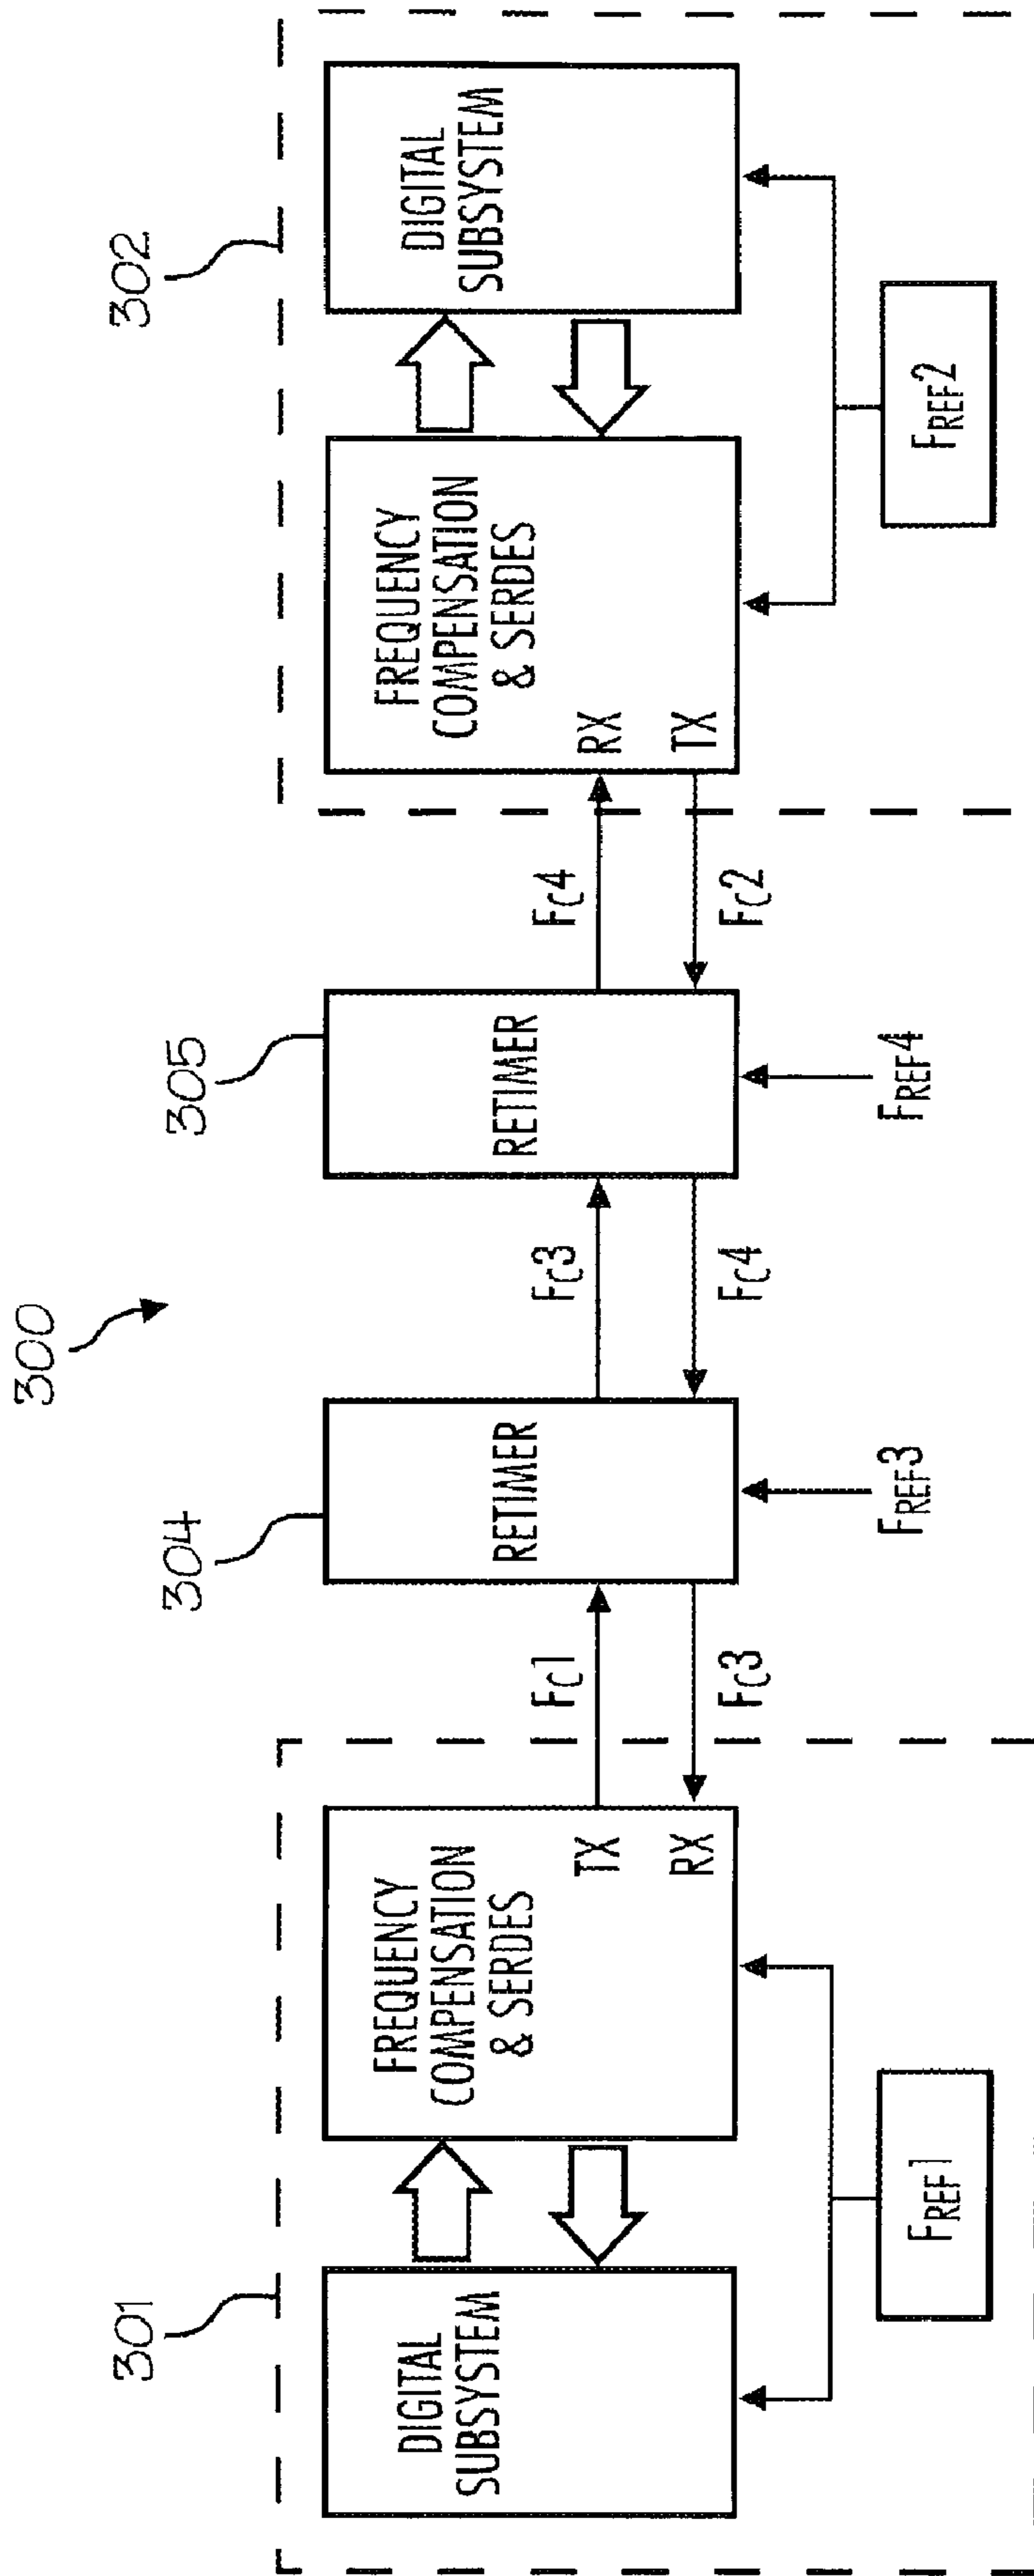 300
301
302
304
305
DIGITAL
SUBSYSTEM
FREQUENCY
COMPENSATION
& SERDES
TX
RX
FREF1
FC1
FC3
RETIMER
FREF3
FC3
FC4
RETIMER
FREF4
FC4
FC2
FREQUENCY
COMPENSATION
& SERDES
RX
TX
DIGITAL
SUBSYSTEM
FREF2